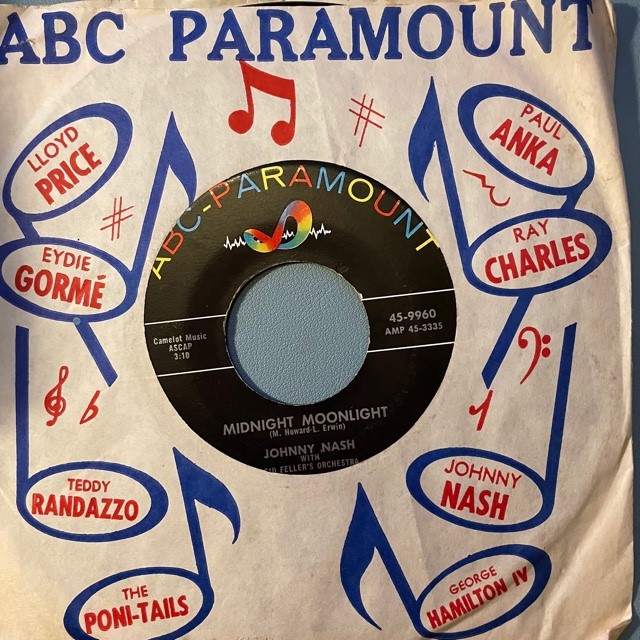 ABC PARAMOUNT
LLOYD
PRICE
PAUL
ANKA
EYDIE
GORMÉ
RAY
CHARLES
ABC-PARAMOUNT
Camelot Music
ASCAP
3:10
45-9960
AMP 45-3335
MIDNIGHT MOONLIGHT
(M. Howard-L. Erwin)
JOHNNY NASH
WITH
FELLER'S ORCHESTRA
TEDDY
RANDAZZO
JOHNNY
NASH
THE
PONI-TAILS
GEORGE
HAMILTON IV